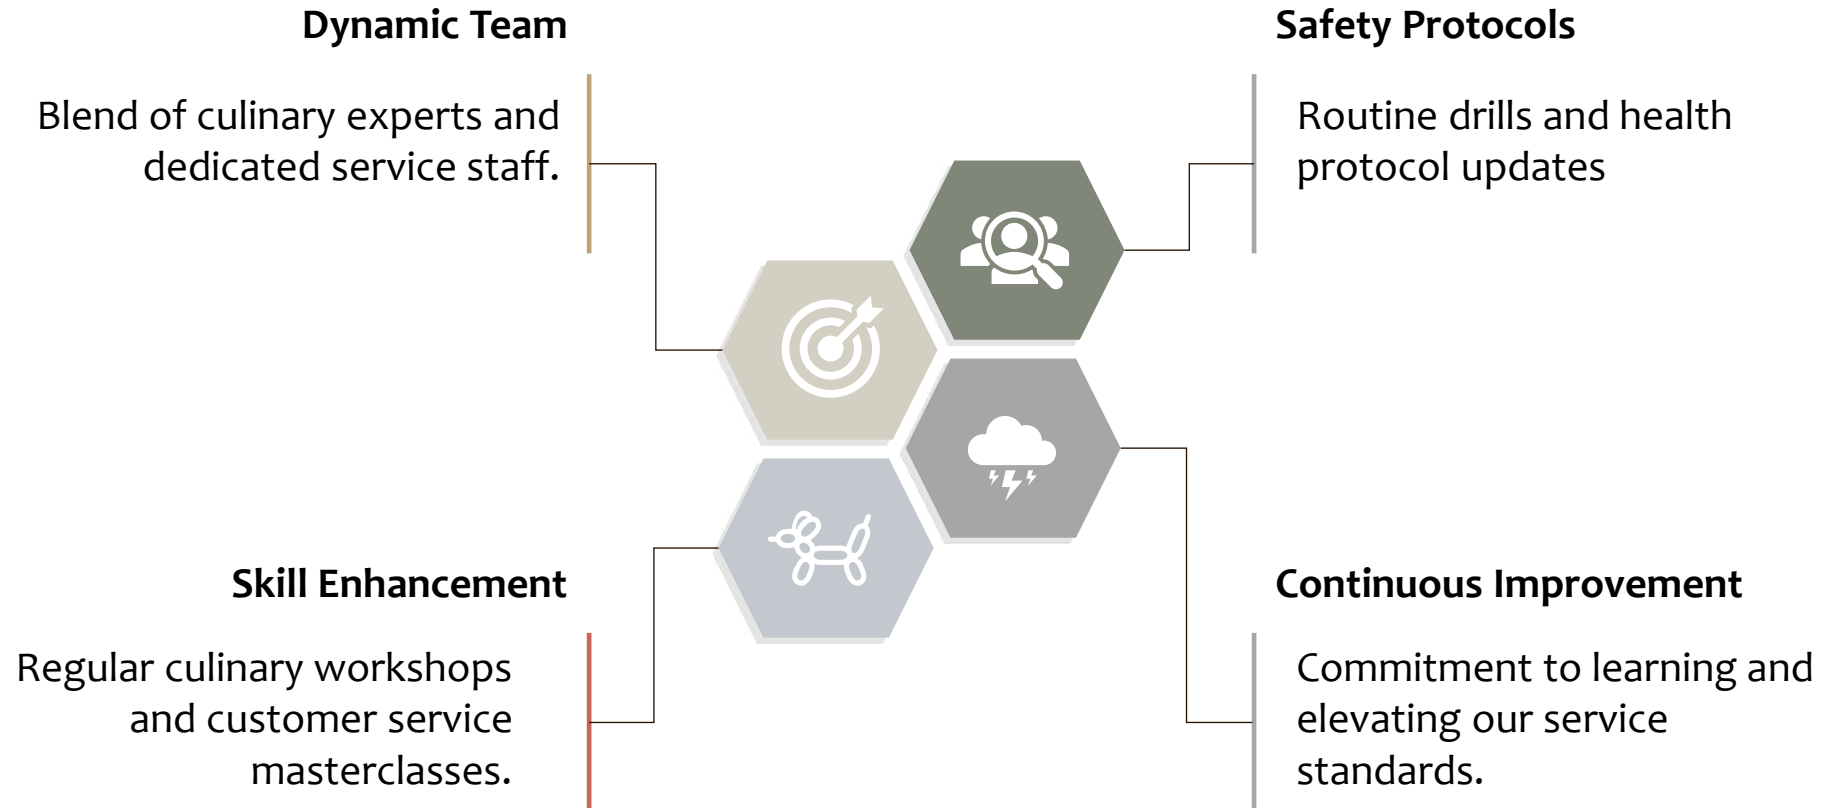 Dynamic Team
Blend of culinary experts and
dedicated service staff.
Safety Protocols
Routine drills and health
protocol updates
Skill Enhancement
Regular culinary workshops
and customer service
masterclasses.
Continuous Improvement
Commitment to learning and
elevating our service
standards.